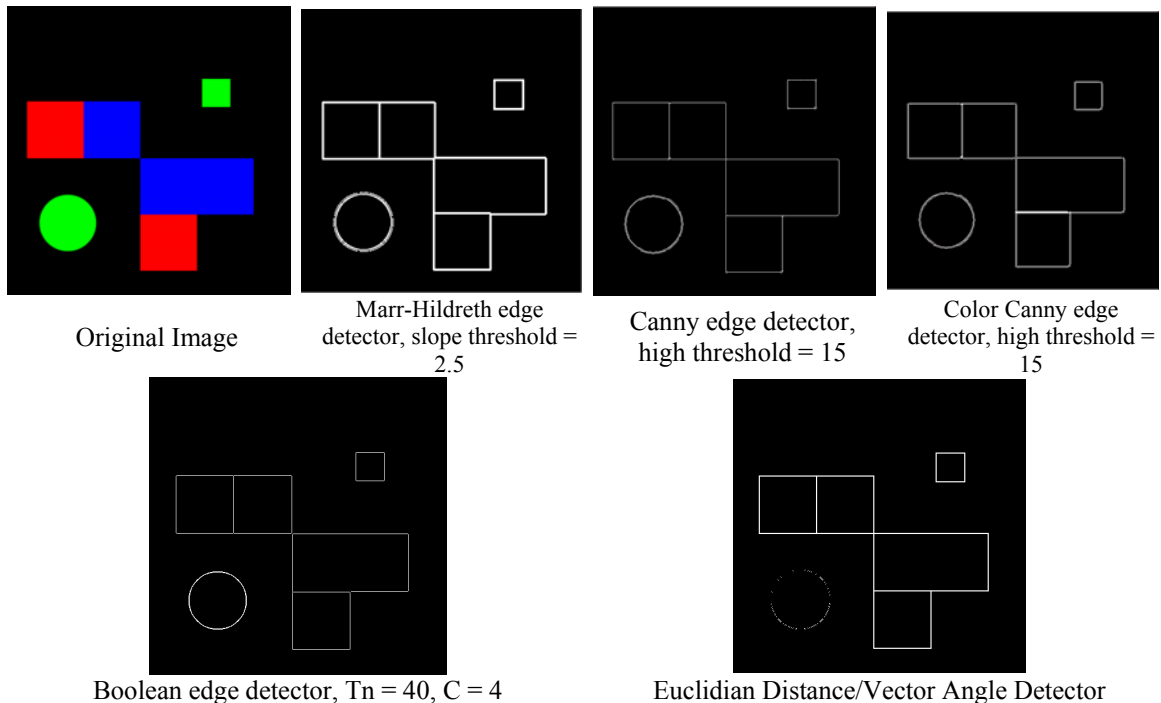 Original Image
Marr-Hildreth edge
detector, slope threshold =
2.5
Canny edge detector,
high threshold = 15
Color Canny edge
detector, high threshold =
15
Boolean edge detector, Tn = 40, C = 4
Euclidian Distance/Vector Angle Detector